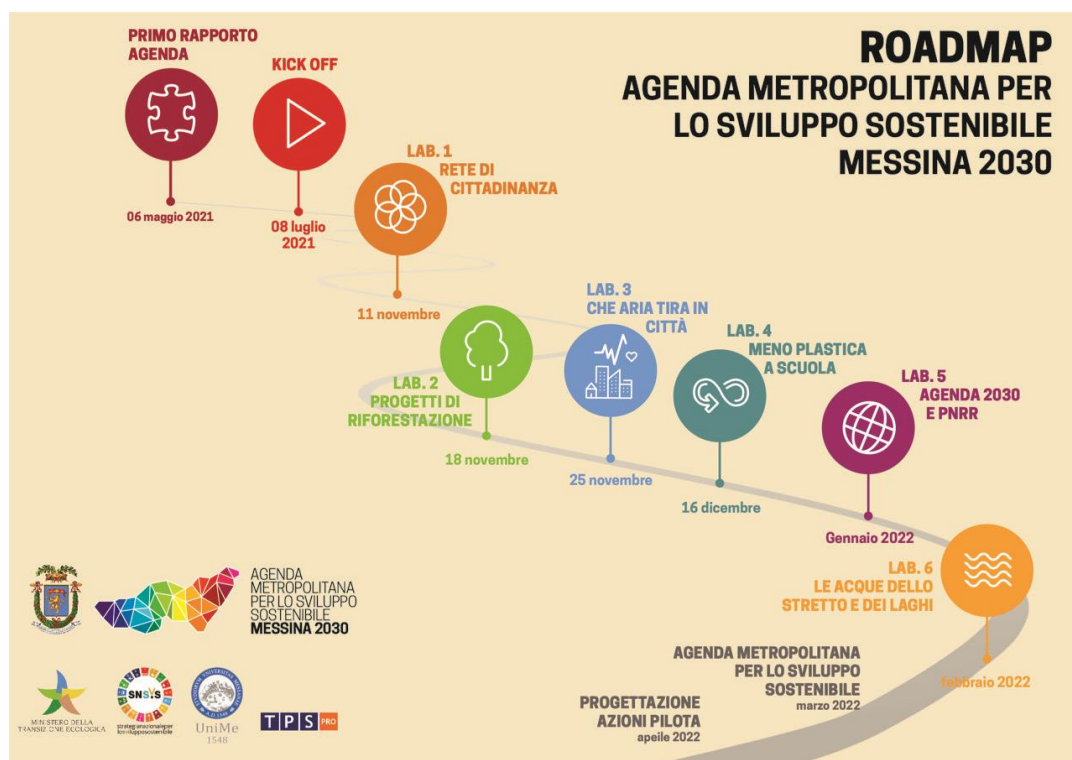 ROADMAP
AGENDA METROPOLITANA PER
LO SVILUPPO SOSTENIBILE
MESSINA 2030
PRIMO RAPPORTO
AGENDA
06 maggio 2021
KICK OFF
08 luglio
2021
LAB. 1
RETE DI
CITTADINANZA
11 novembre
LAB. 2
PROGETTI DI
RIFORESTAZIONE
18 novembre
LAB. 3
CHE ARIA TIRA IN
CITTÀ
25 novembre
LAB. 4
MENO PLASTICA
A SCUOLA
16 dicembre
LAB. 5
AGENDA 2030
E PNRR
Gennaio 2022
LAB. 6
LE ACQUE DELLO
STRETTO E DEI LAGHI
febbraio 2022
AGENDA METROPOLITANA
PER LO SVILUPPO
SOSTENIBILE
marzo 2022
PROGETTAZIONE
AZIONI PILOTA
apeile 2022
AGENDA
METROPOLITANA
PER LO SVILUPPO
SOSTENIBILE
MESSINA 2030
MINISTERO DELLA
TRANSIZIONE ECOLOGICA
SNSVS
strategianazionaleper
losvilupposostenibile
UniMe
1548
TPS PRO